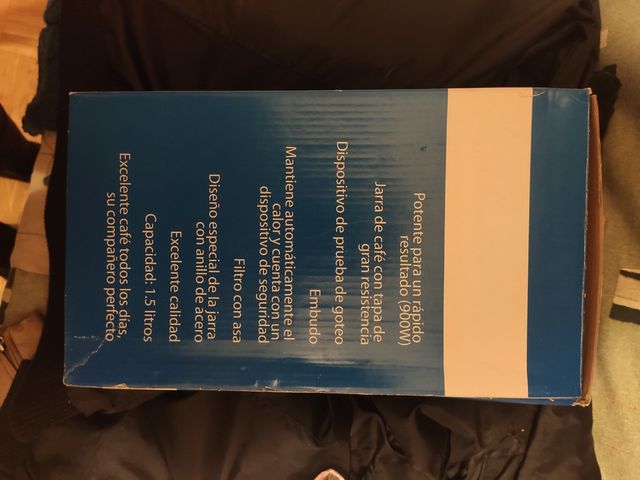 Potente para un rábido
resultado (900W)
Jarra de café con tapa de
gran resistencia
Dispositivo de prueba de goteo
Embudo
Mantiene automáticamente el
calor y cuenta con un
dispositivo de seguridad
Filtro con asa
Diseño especial de la jarra
con anillo de acero
Excelente calidad
Capacidad: 1.5 litros
Excelente café todos los días,
su compañero perfecto